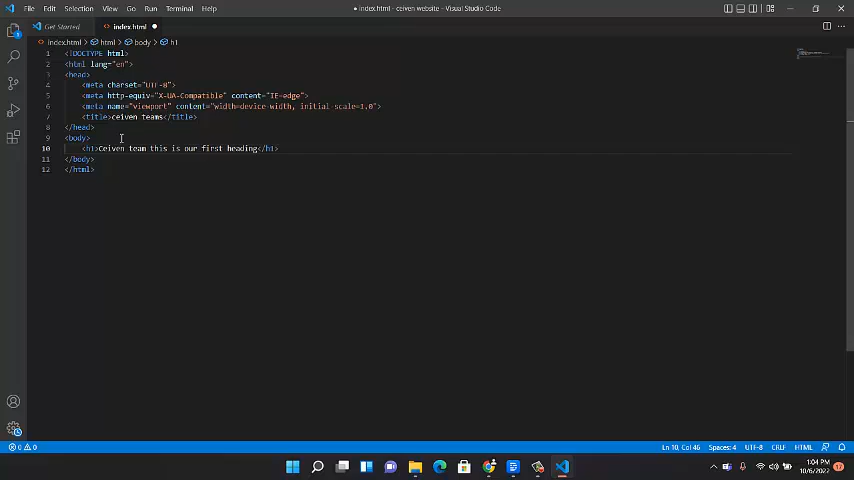 File Edit Selection View Go Run Terminal Help
● index.html - ceiven website - Visual Studio Code
Get Started
index.html
index.html > html > body > h1
1 <!DOCTYPE html>
2 <html lang="en">
3 <head>
4 <meta charset="UTF-8">
5 <meta http-equiv="X-UA-Compatible" content="IE=edge">
6 <meta name="viewport" content="width=device-width, initial-scale=1.0">
7 <title>ceiven teams</title>
8 </head>
9 <body>
10 <h1>Ceiven team this is our first heading</h1>
11 </body>
12 </html>
0 0 Ln 10, Col 46 Spaces: 4 UTF-8 CRLF HTML
1:04 PM
10/6/2022